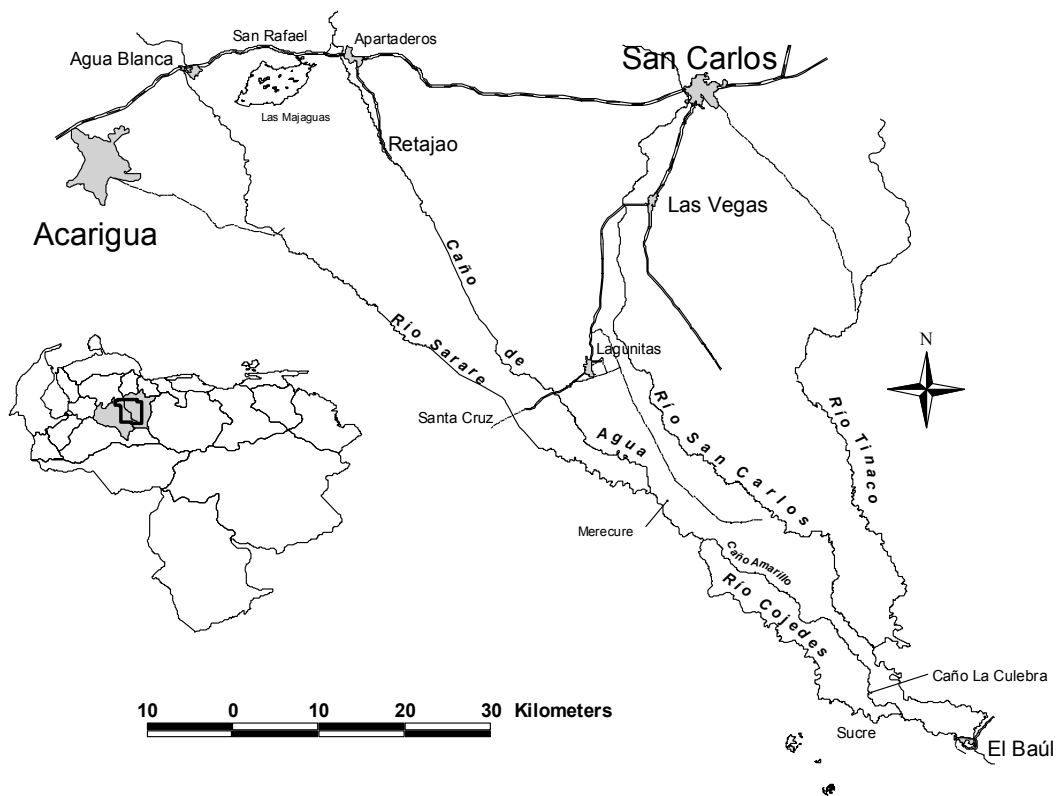 San Rafael
Apartaderos
Agua Blanca
San Carlos
Las Majaguas
Retajao
Las Vegas
Acarigua
Caño de Agua
Río Sarare
Lagunitas
N
Santa Cruz
Río San Carlos
Río Tinaco
Merecure
Caño Amarillo
Río Cojedes
Caño La Culebra
10 0 10 20 30 Kilometers
Sucre
El Baúl